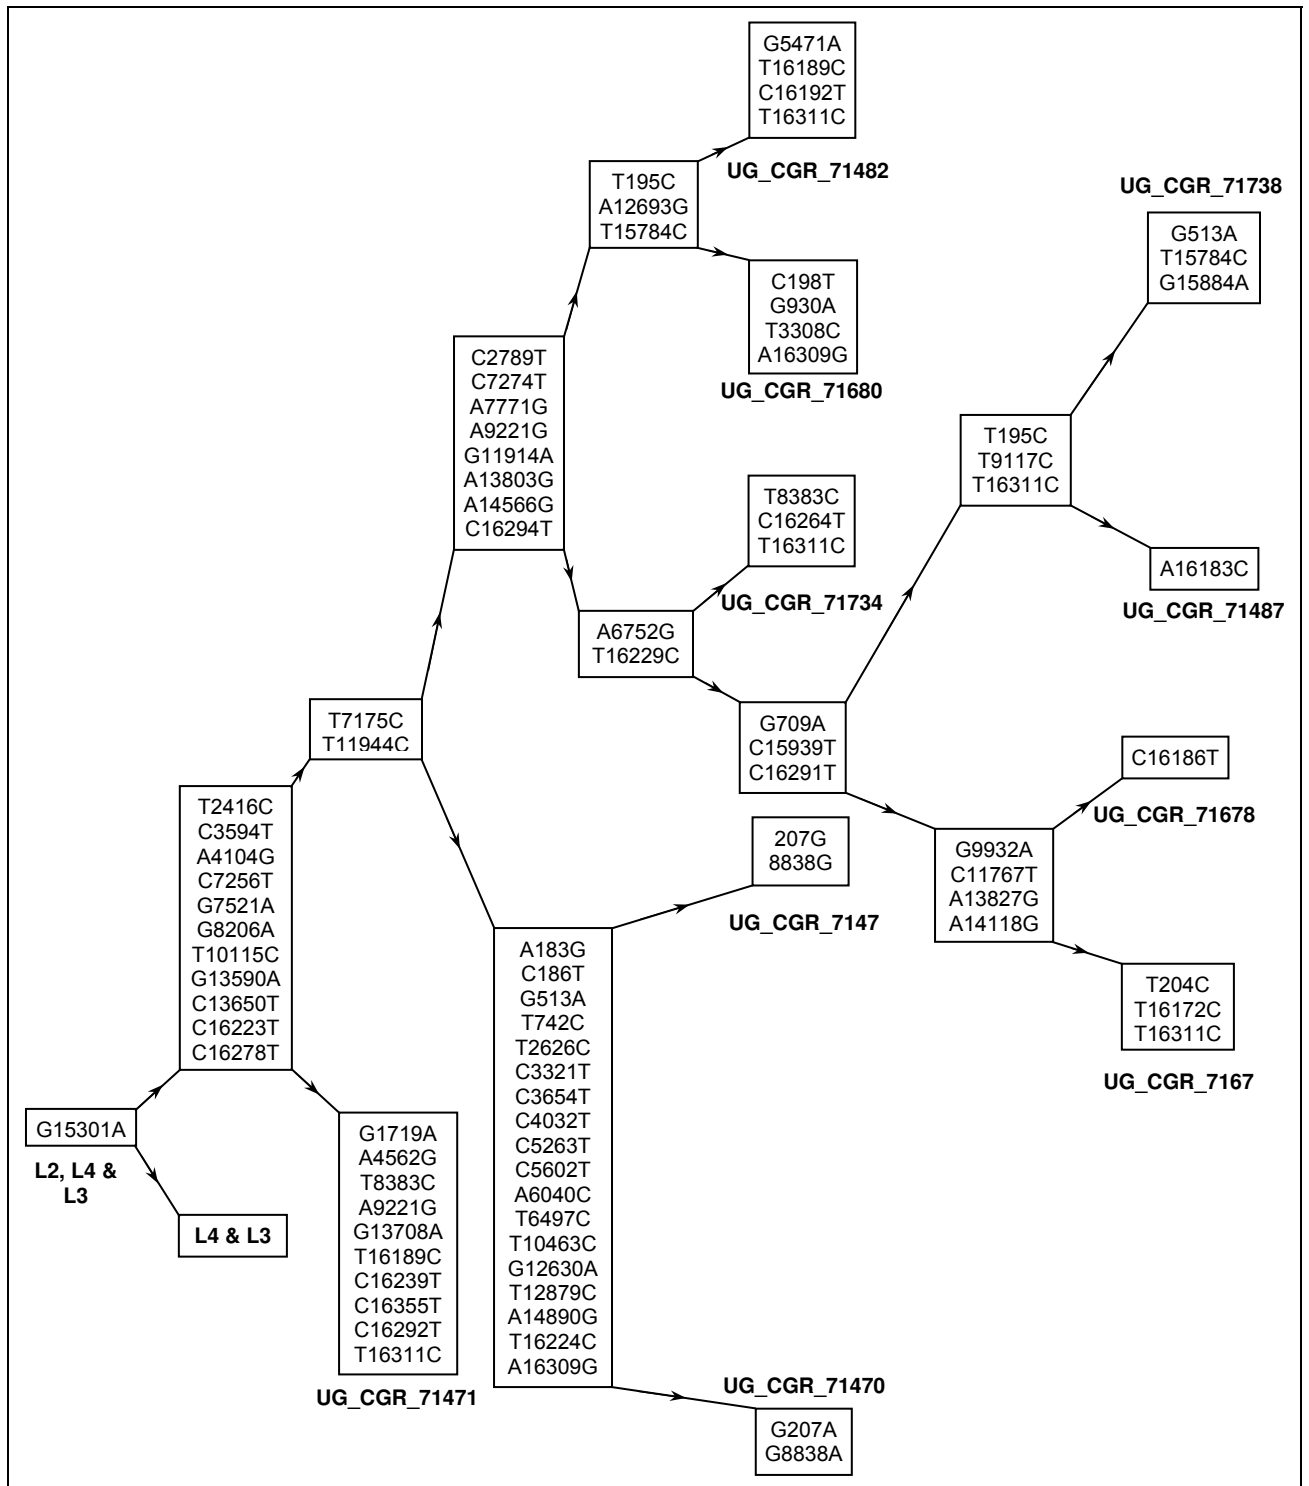 G5471A
T16189C
C16192T
T16311C
UG_CGR_71482
T195C
A12693G
T15784C
C198T
G930A
T3308C
A16309G
UG_CGR_71680
UG_CGR_71738
G513A
T15784C
G15884A
C2789T
C7274T
A7771G
A9221G
G11914A
A13803G
A14566G
C16294T
T195C
T9117C
T16311C
T8383C
C16264T
T16311C
UG_CGR_71734
A16183C
UG_CGR_71487
A6752G
T16229C
T7175C
T11944C
G709A
C15939T
C16291T
C16186T
UG_CGR_71678
T2416C
C3594T
A4104G
C7256T
G7521A
G8206A
T10115C
G13590A
C13650T
C16223T
C16278T
207G
8838G
UG_CGR_7147
G9932A
C11767T
A13827G
A14118G
T204C
T16172C
T16311C
UG_CGR_7167
A183G
C186T
G513A
T742C
T2626C
C3321T
C3654T
C4032T
C5263T
C5602T
A6040C
T6497C
T10463C
G12630A
T12879C
A14890G
T16224C
A16309G
G15301A
L2, L4 &
L3
L4 & L3
G1719A
A4562G
T8383C
A9221G
G13708A
T16189C
C16239T
C16355T
C16292T
T16311C
UG_CGR_71471
UG_CGR_71470
G207A
G8838A